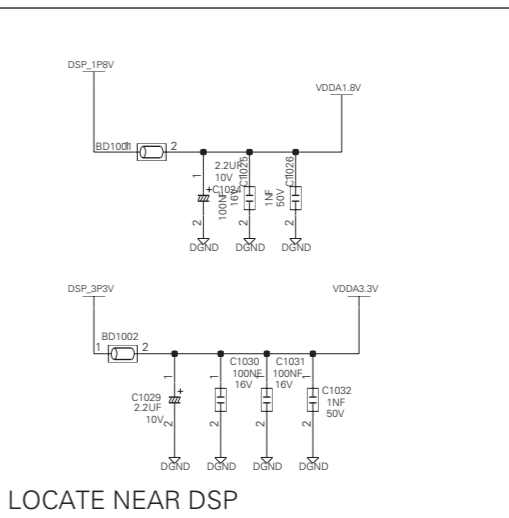 DSP_1P8V
VDDA1.8V
BD1001
1
2
2.2UF
10V
+
C1024
1
2
100NF
16V
C1025
1
2
1NF
50V
C1026
1
2
DGND
DGND
DGND
DSP_3P3V
VDDA3.3V
BD1002
1
2
C1029
2.2UF
10V
+
1
2
C1030
100NF
16V
1
2
C1031
100NF
16V
1
2
C1032
1NF
50V
1
2
DGND
DGND
DGND
DGND
LOCATE NEAR DSP